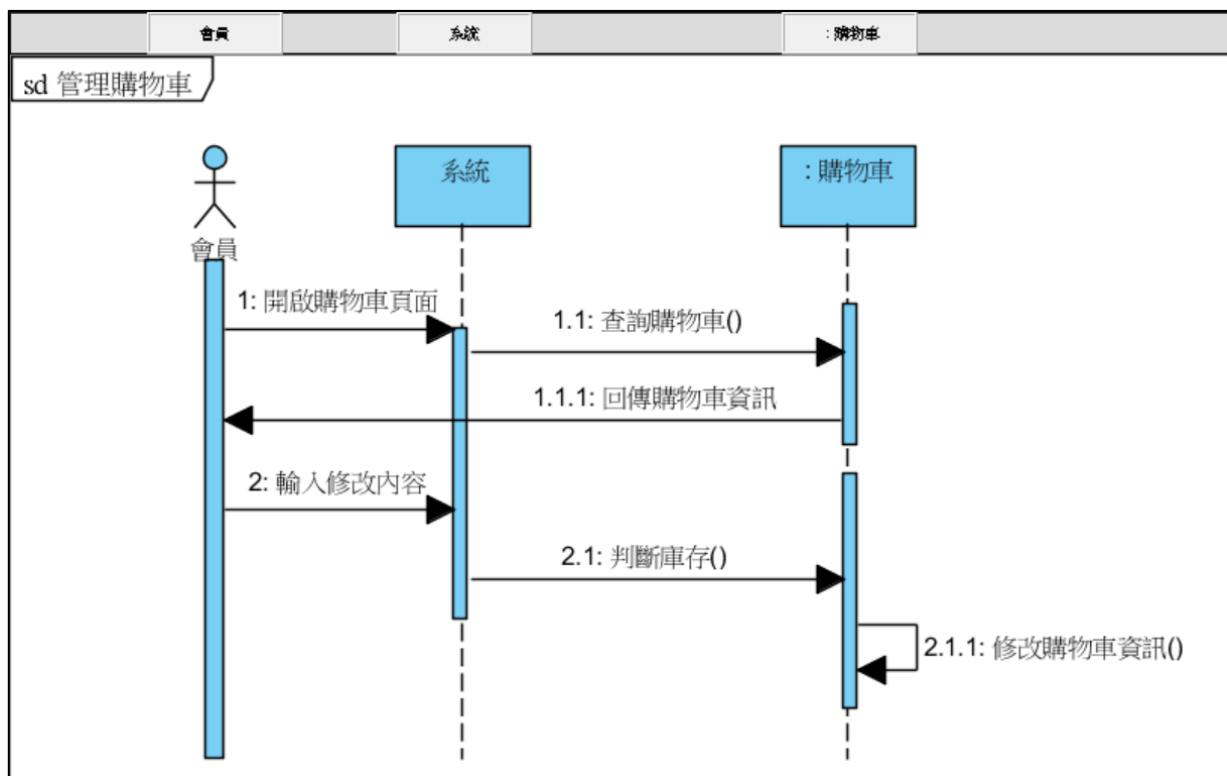 會員
系統
: 購物車
sd 管理購物車
系統
: 購物車
會員
1: 開啟購物車頁面
1.1: 查詢購物車()
1.1.1: 回傳購物車資訊
2: 輸入修改內容
2.1: 判斷庫存()
2.1.1: 修改購物車資訊()